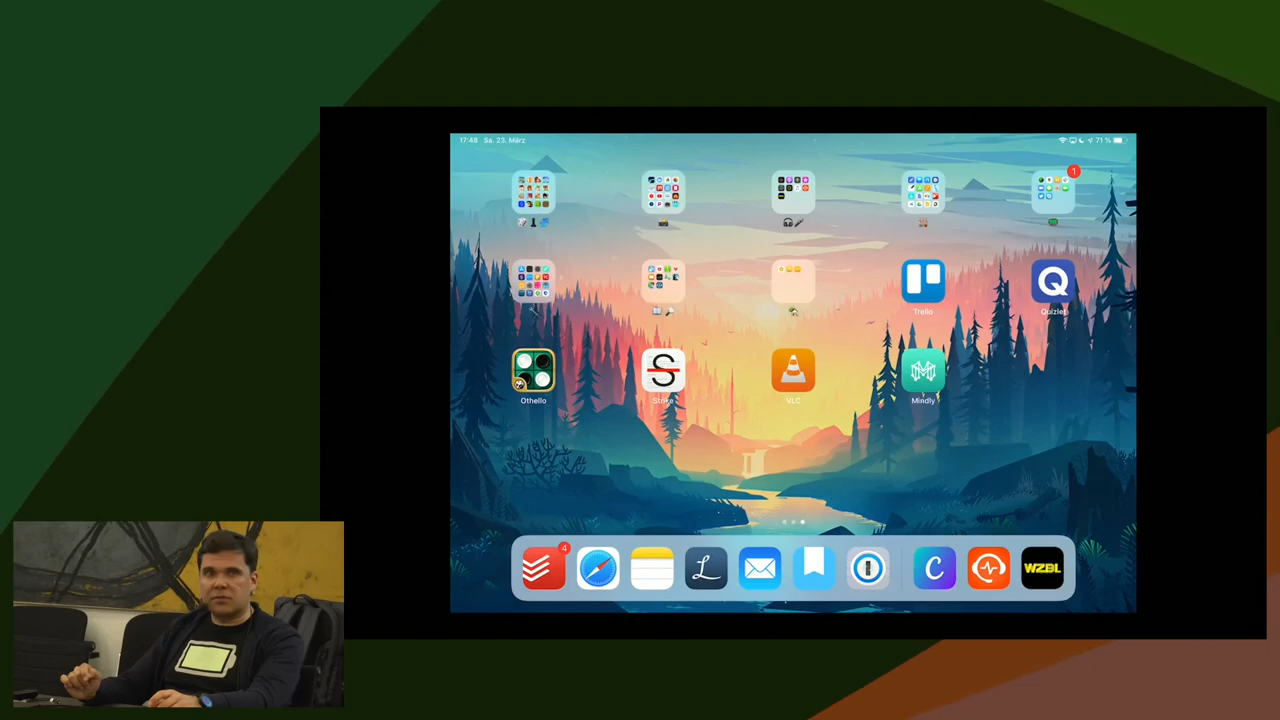 17:48 Sa. 23. März
71 %
1
Trello
Quizlet
Othello
S
Strike
VLC
Mindly
4
L
C
WZBL